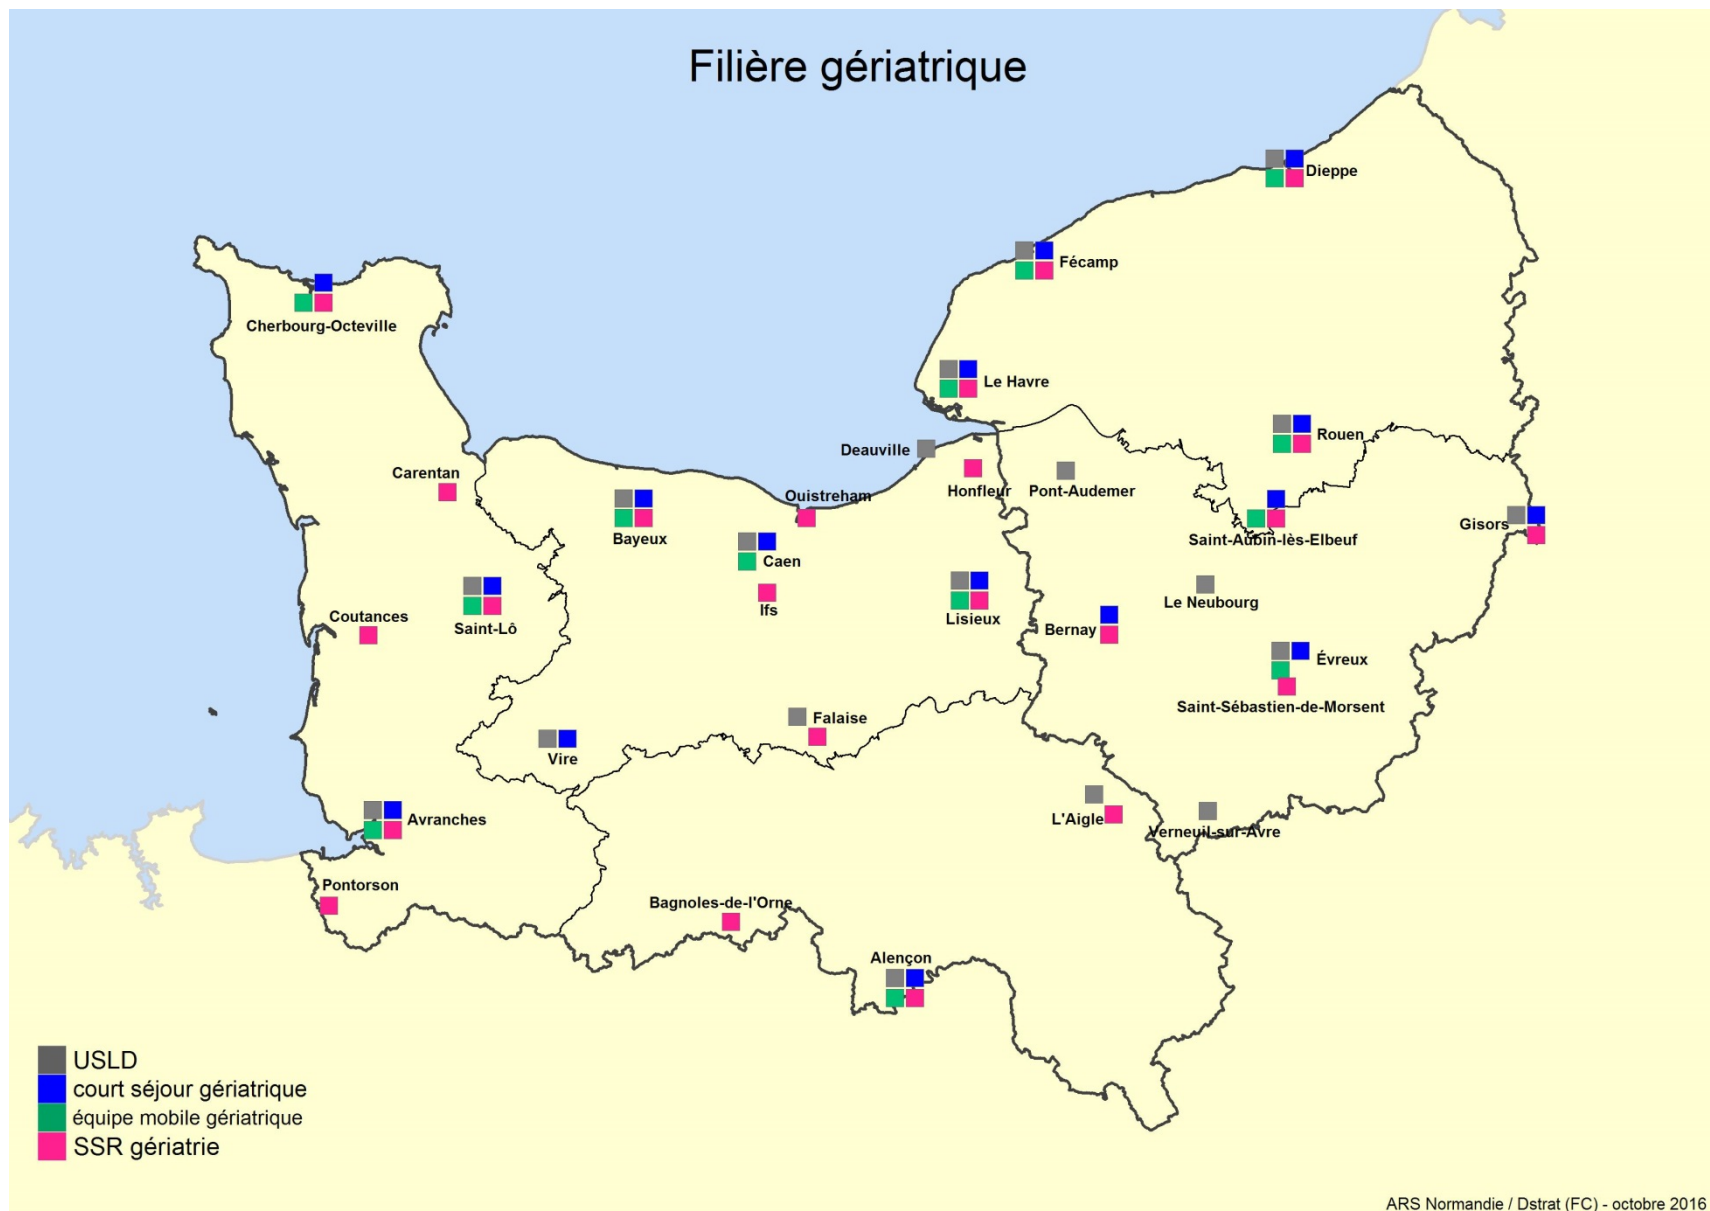 Filière gériatrique
Dieppe
Fécamp
Cherbourg-Octeville
Le Havre
Rouen
Deauville
Carentan
Honfleur
Pont-Audemer
Ouistreham
Gisors
Bayeux
Saint-Aubin-lès-Elbeuf
Caen
Le Neubourg
Ifs
Coutances
Lisieux
Saint-Lô
Bernay
Évreux
Saint-Sébastien-de-Morsent
Falaise
Vire
Avranches
L'Aigle
Verneuil-sur-Avre
Pontorson
Bagnoles-de-l'Orne
Alençon
USLD
court séjour gériatrique
équipe mobile gériatrique
SSR gériatrie
ARS Normandie / Dstrat (FC) - octobre 2016